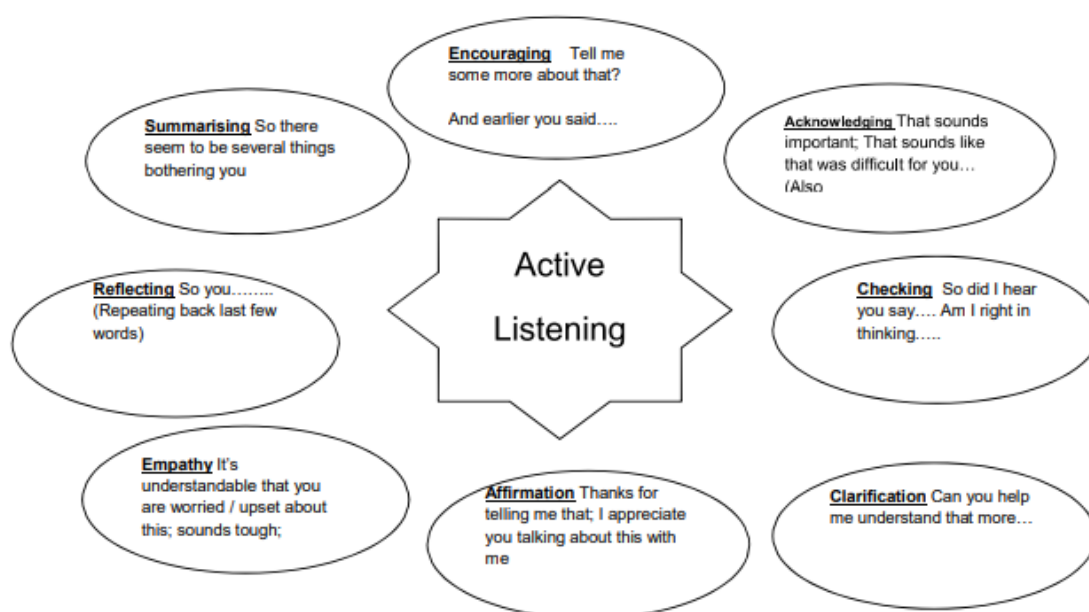 Encouraging Tell me
some more about that?
And earlier you said….
Summarising So there
seem to be several things
bothering you
Acknowledging That sounds
important; That sounds like
that was difficult for you…
(Also
Active
Listening
Reflecting So you……..
(Repeating back last few
words)
Checking So did I hear
you say…. Am I right in
thinking…..
Empathy It's
understandable that you
are worried / upset about
this; sounds tough;
Affirmation Thanks for
telling me that; I appreciate
you talking about this with
me
Clarification Can you help
me understand that more…